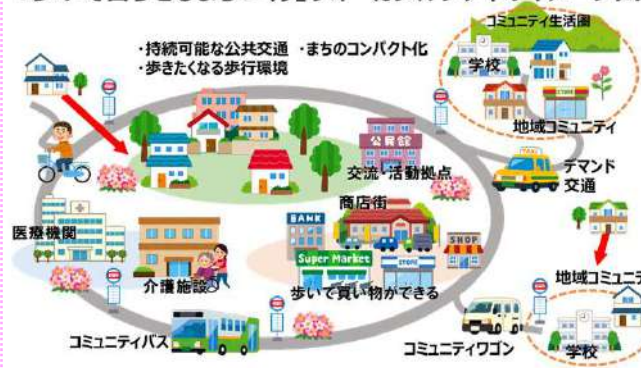 ・持続可能な公共交通 ・まちのコンパクト化
・歩きたくなる歩行環境
コミュニティ生活圏
学校
地域コミュニティ
公民館
交流・活動拠点
TAXI
デマンド
交通
商店街
医療機関
BANK
SHOP
介護施設
Super Market
STORE
歩いて買い物ができる
地域コミュニテ
コミュニティバス
コミュニティワゴン
学校